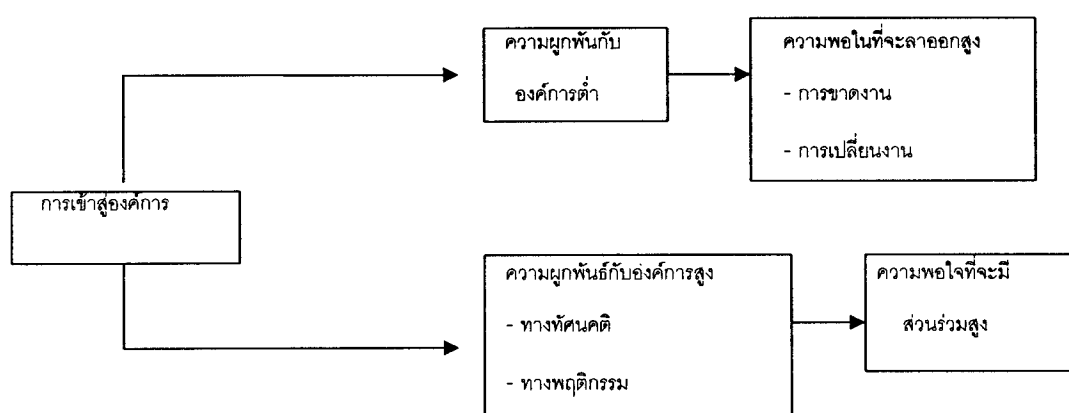 ความผูกพันกับ
องค์การต่ำ
ความพอในที่จะลาออกสูง
- การขาดงาน
- การเปลี่ยนงาน
การเข้าสู่องค์การ
ความผูกพันธ์กับองค์การสูง
- ทางทัศนคติ
- ทางพฤติกรรม
ความพอใจที่จะมี
ส่วนร่วมสูง